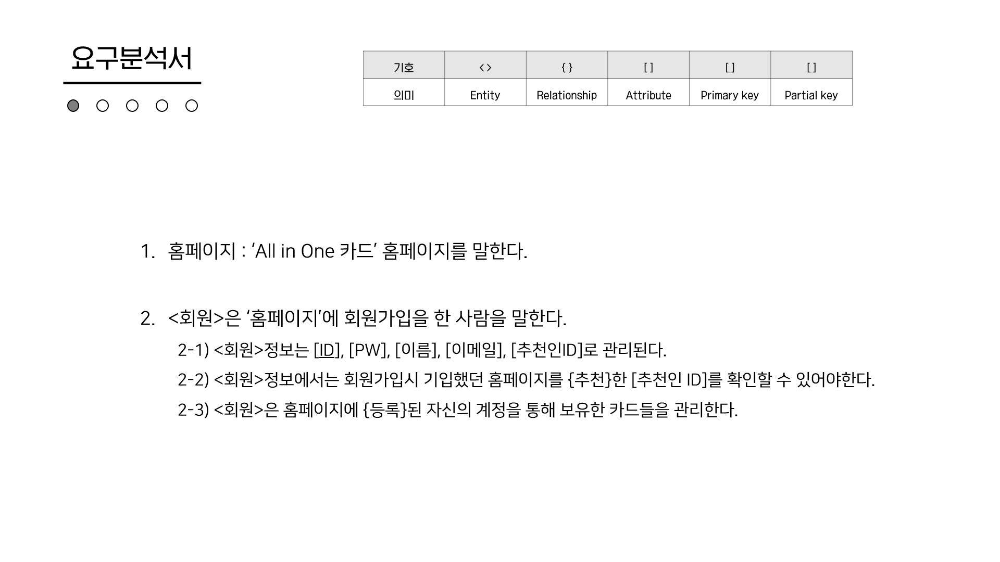 요구분석서
기호 < > { } [ ] [ ] [ ]
의미 Entity Relationship Attribute Primary key Partial key
1. 홈페이지 : ‘All in One 카드’ 홈페이지를 말한다.
2. <회원>은 ‘홈페이지’에 회원가입을 한 사람을 말한다.
2-1) <회원>정보는 [ID], [PW], [이름], [이메일], [추천인ID]로 관리된다.
2-2) <회원>정보에서는 회원가입시 기입했던 홈페이지를 {추천}한 [추천인 ID]를 확인할 수 있어야한다.
2-3) <회원>은 홈페이지에 {등록}된 자신의 계정을 통해 보유한 카드들을 관리한다.